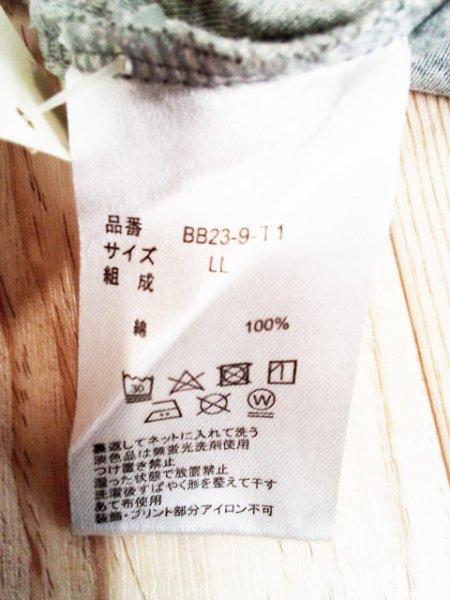 品番 BB23-9-T1
サイズ LL
組成
綿 100%
30
W
裏返してネットに入れて洗う
淡色品は無蛍光洗剤使用
つけ置き禁止
湿った状態で放置禁止
洗濯後すばやく形を整えて干す
あて布使用
装飾・プリント部分アイロン不可